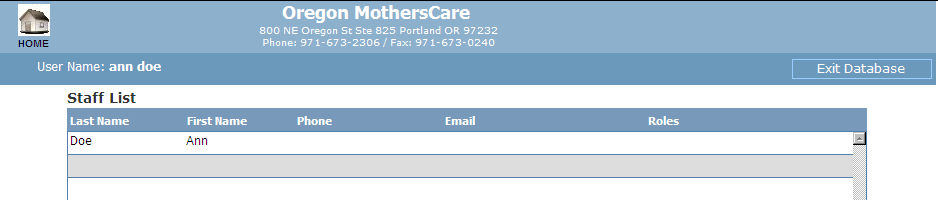 Oregon MothersCare
800 NE Oregon St Ste 825 Portland OR 97232
Phone: 971-673-2306 / Fax: 971-673-0240
HOME
User Name: ann doe
Exit Database
Staff List
Last Name First Name Phone Email Roles
Doe Ann